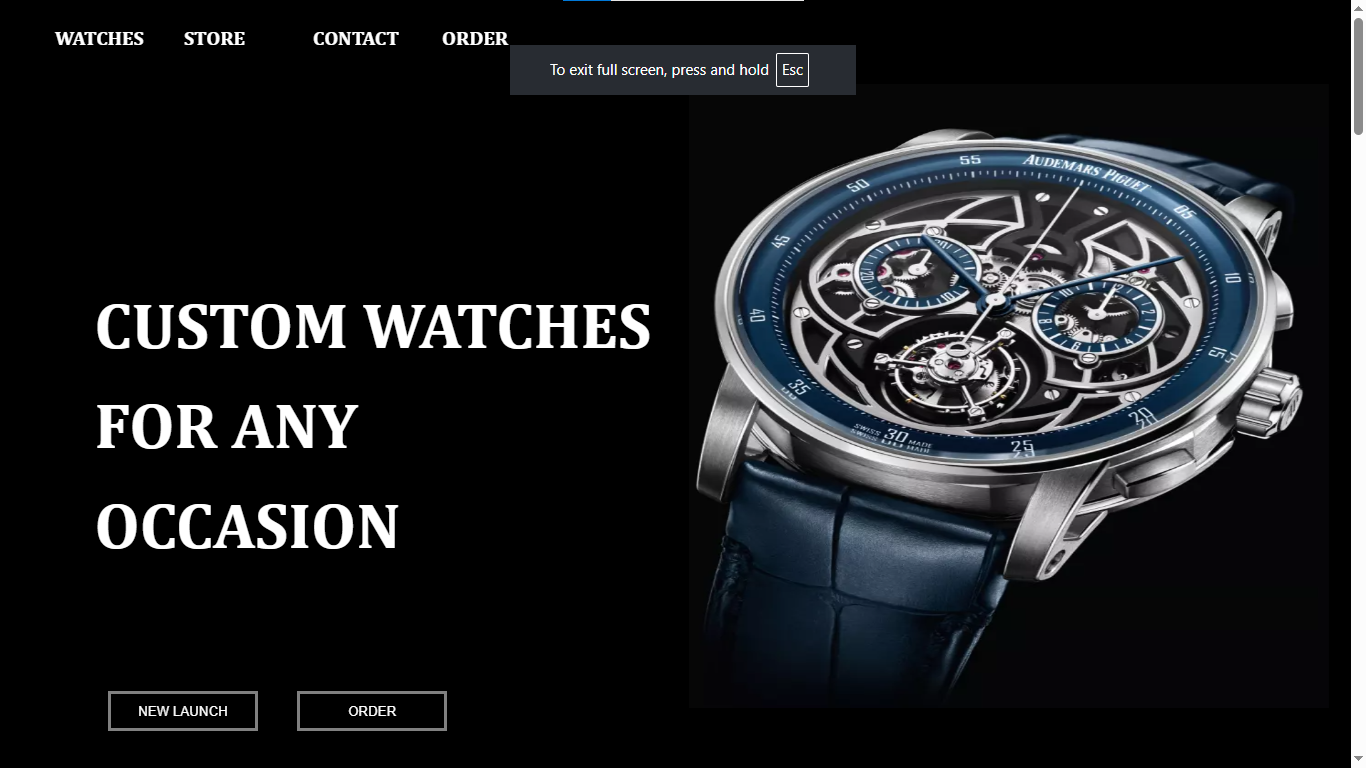 WATCHES STORE CONTACT ORDER
To exit full screen, press and hold Esc
CUSTOM WATCHES
FOR ANY
OCCASION
NEW LAUNCH
ORDER
AUDEMARS PIGUET
55
05
50
10
45
15
40
20
35
25
30
SWISS MADE